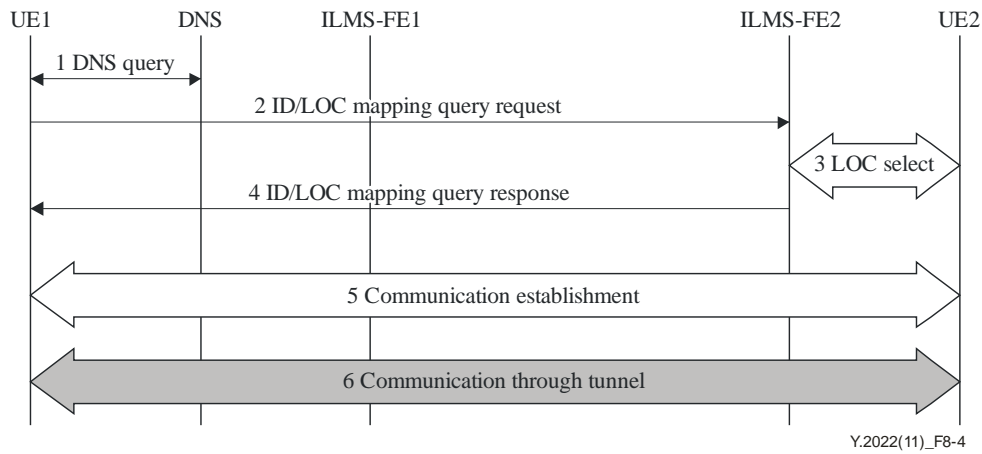 UE1 DNS ILMS-FE1 ILMS-FE2 UE2
1 DNS query
2 ID/LOC mapping query request
3 LOC select
4 ID/LOC mapping query response
5 Communication establishment
6 Communication through tunnel
Y.2022(11)_F8-4